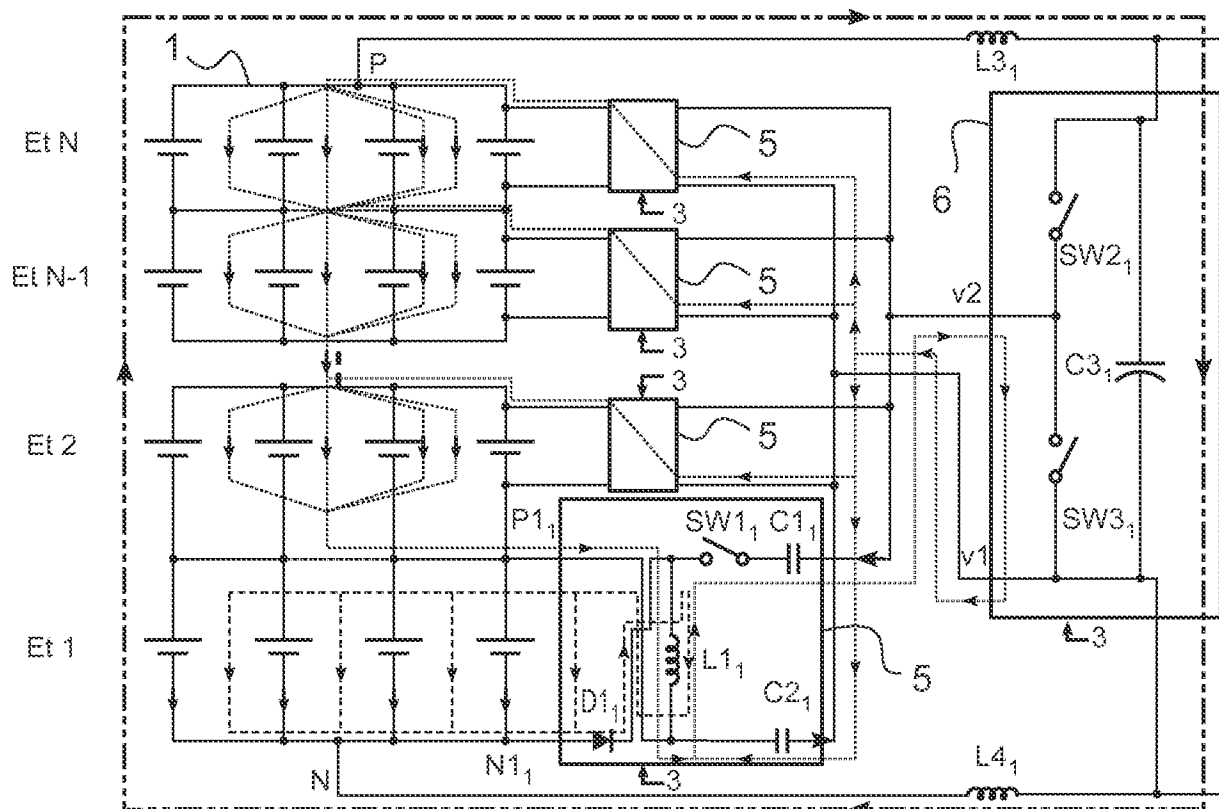 1
P
L3₁
Et N
5
3
6
SW2₁
Et N-1
5
3
v2
C3₁
3
Et 2
5
P1₁
SW1₁
C1₁
SW3₁
v1
Et 1
L1₁
5
3
D1₁
C2₁
N
N1₁
3
L4₁